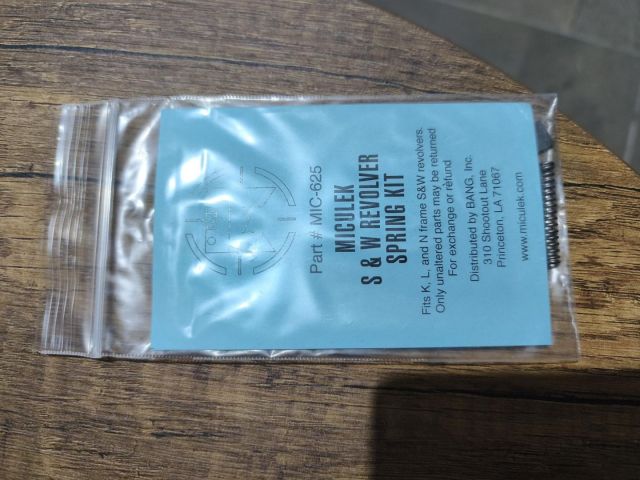 Part # MIC-625
MICULEK
S & W REVOLVER
SPRING KIT
Fits K, L, and N frame S&W revolvers.
Only unaltered parts may be returned
For exchange or refund
Distributed by BANG, Inc.
310 Shootout Lane
Princeton, LA 71067
www.miculek.com